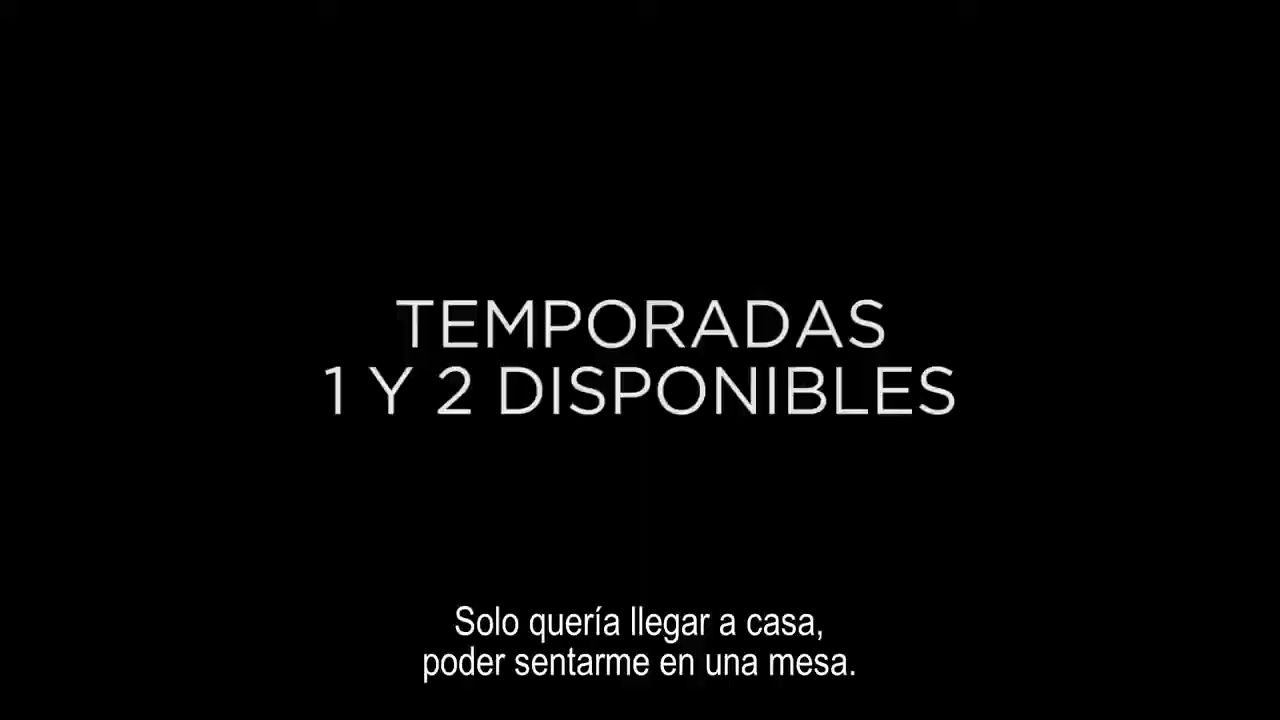 TEMPORADAS
1 Y 2 DISPONIBLES
Solo quería llegar a casa,
poder sentarme en una mesa.